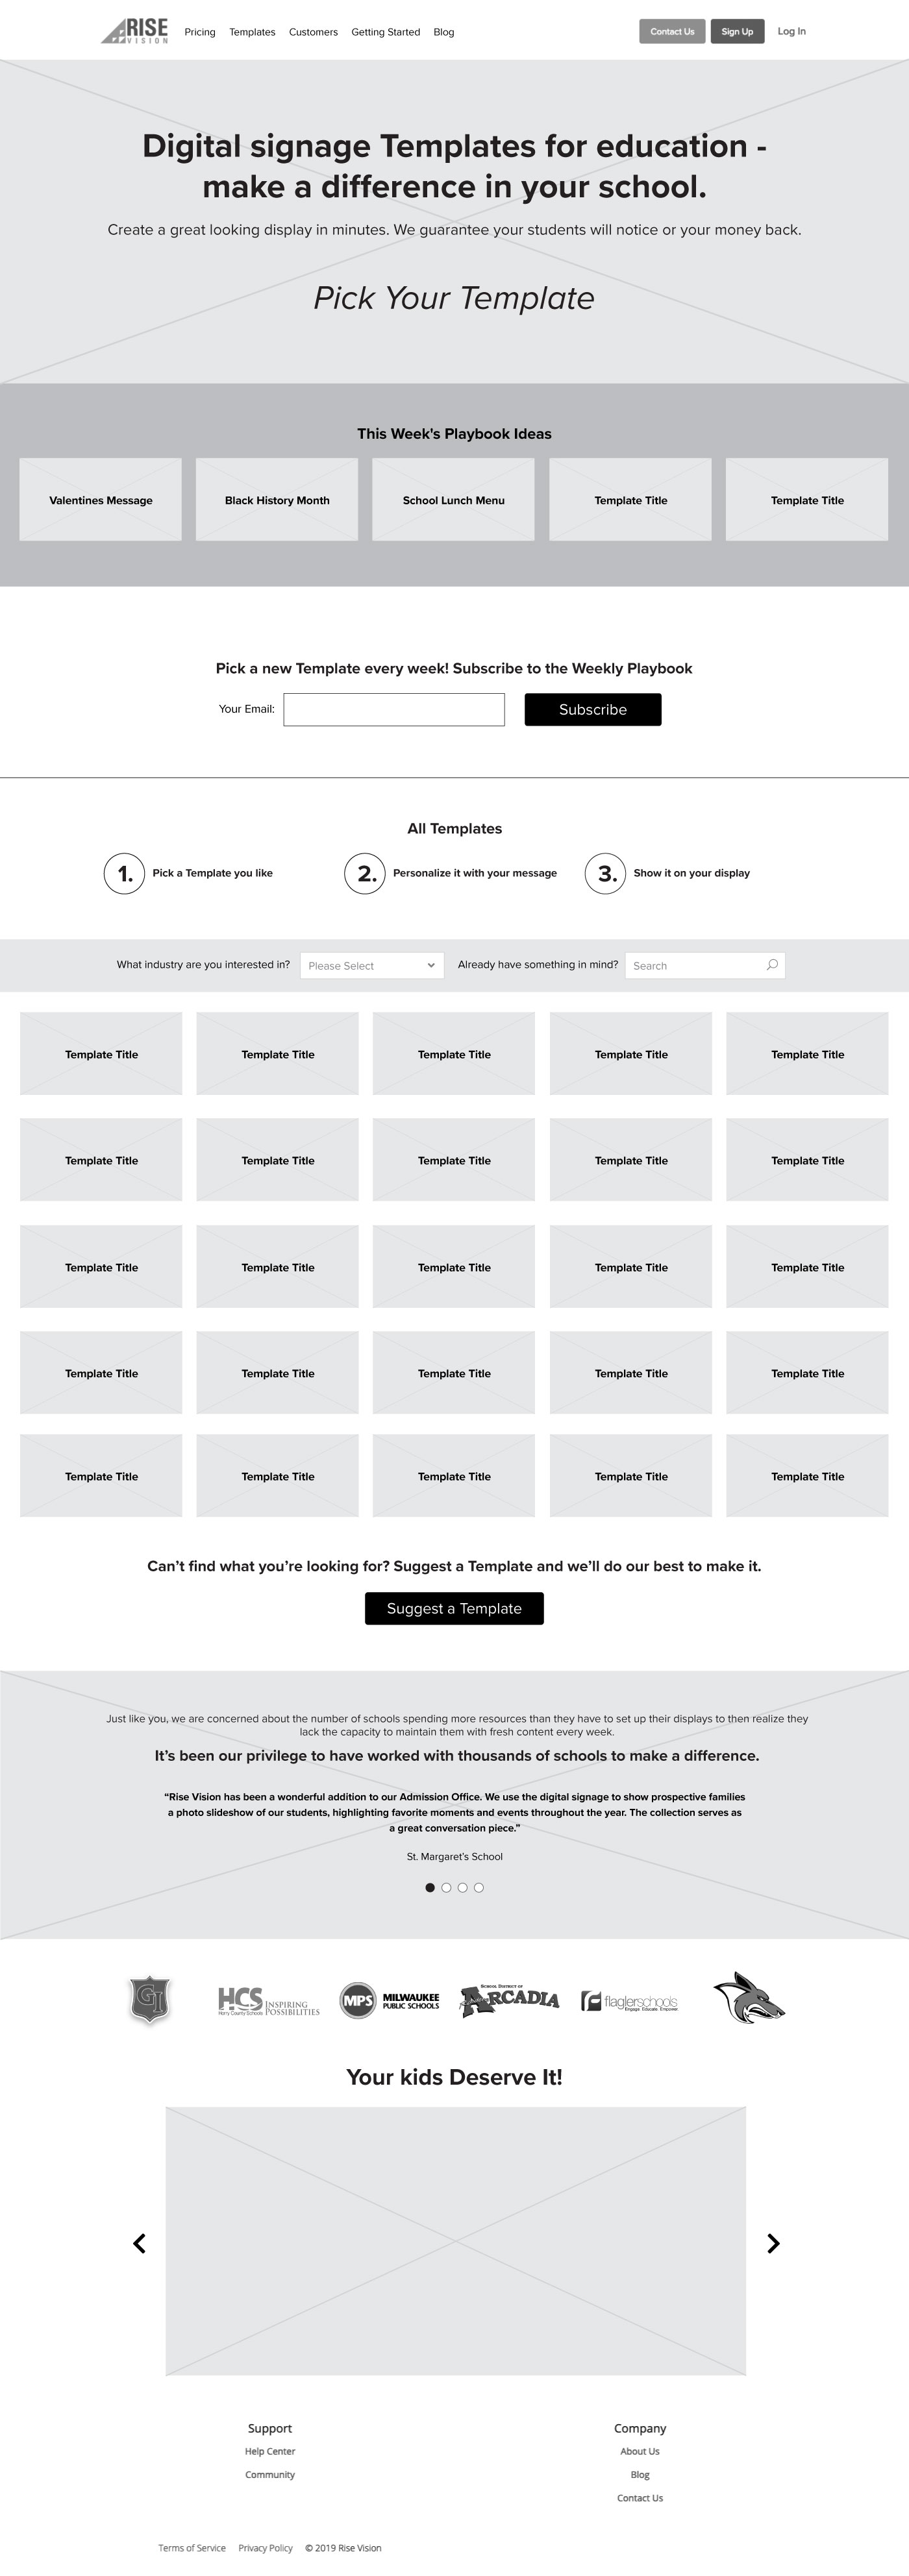 RISE
VISION
Pricing Templates Customers Getting Started Blog
Contact Us Sign Up Log In
Digital signage Templates for education -
make a difference in your school.
Create a great looking display in minutes. We guarantee your students will notice or your money back.
Pick Your Template
This Week's Playbook Ideas
Valentines Message Black History Month School Lunch Menu Template Title Template Title
Pick a new Template every week! Subscribe to the Weekly Playbook
Your Email: Subscribe
All Templates
1. Pick a Template you like 2. Personalize it with your message 3. Show it on your display
What industry are you interested in? Please Select Already have something in mind? Search
Template Title Template Title Template Title Template Title Template Title
Template Title Template Title Template Title Template Title Template Title
Template Title Template Title Template Title Template Title Template Title
Template Title Template Title Template Title Template Title Template Title
Template Title Template Title Template Title Template Title Template Title
Can't find what you're looking for? Suggest a Template and we'll do our best to make it.
Suggest a Template
Just like you, we are concerned about the number of schools spending more resources than they have to set up their displays to then realize they
lack the capacity to maintain them with fresh content every week.
It's been our privilege to have worked with thousands of schools to make a difference.
“Rise Vision has been a wonderful addition to our Admission Office. We use the digital signage to show prospective families
a photo slideshow of our students, highlighting favorite moments and events throughout the year. The collection serves as
a great conversation piece.”
St. Margaret's School
GI
HCS
Horry County Schools
INSPIRING
POSSIBILITIES
MPS MILWAUKEE
PUBLIC SCHOOLS
SCHOOL DISTRICT OF
ARCADIA
flaglerschools
Engage. Educate. Empower.
Your kids Deserve It!
Support
Help Center
Community
Company
About Us
Blog
Contact Us
Terms of Service Privacy Policy © 2019 Rise Vision